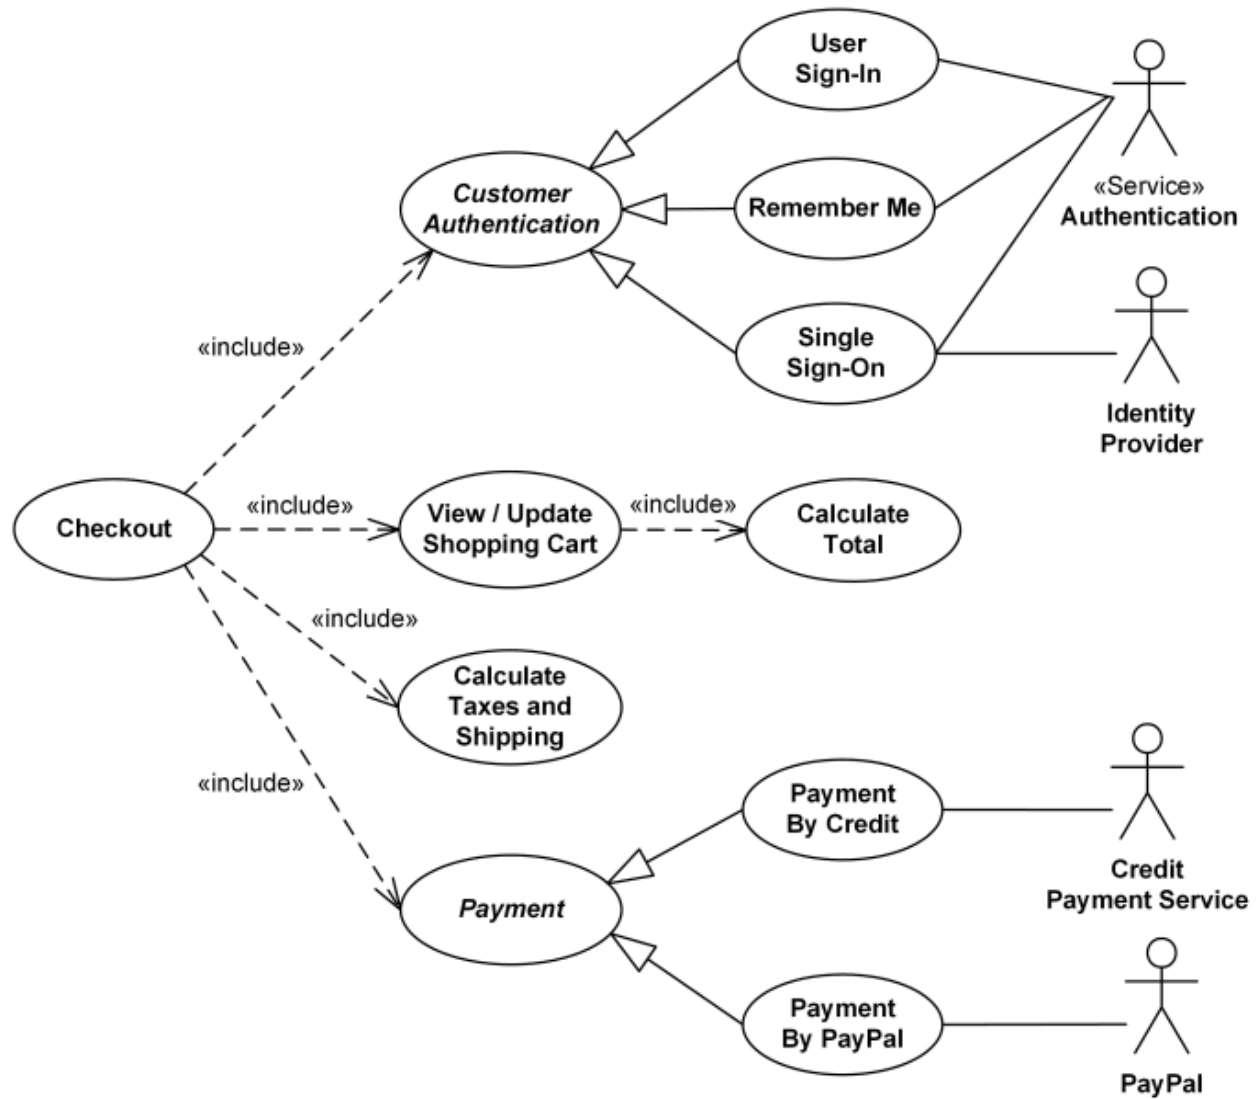 User
Sign-In
Customer
Authentication
Remember Me
«Service»
Authentication
Single
Sign-On
«include»
Identity
Provider
Checkout
«include»
View / Update
Shopping Cart
«include»
Calculate
Total
«include»
Calculate
Taxes and
Shipping
«include»
Payment
By Credit
Credit
Payment Service
Payment
Payment
By PayPal
PayPal